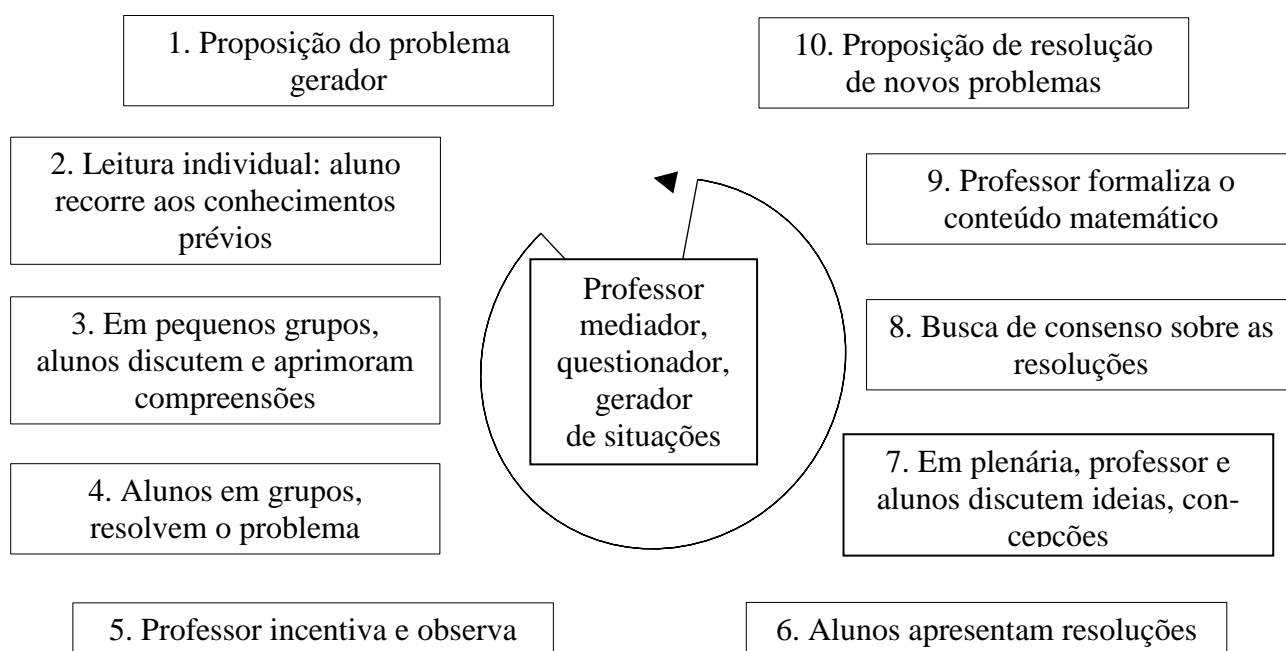 1. Proposição do problema
gerador
2. Leitura individual: aluno
recorre aos conhecimentos
prévios
3. Em pequenos grupos,
alunos discutem e aprimoram
compreensões
4. Alunos em grupos,
resolvem o problema
5. Professor incentiva e observa
Professor
mediador,
questionador,
gerador
de situações
6. Alunos apresentam resoluções
7. Em plenária, professor e
alunos discutem ideias, con-
cepções
8. Busca de consenso sobre as
resoluções
9. Professor formaliza o
conteúdo matemático
10. Proposição de resolução
de novos problemas